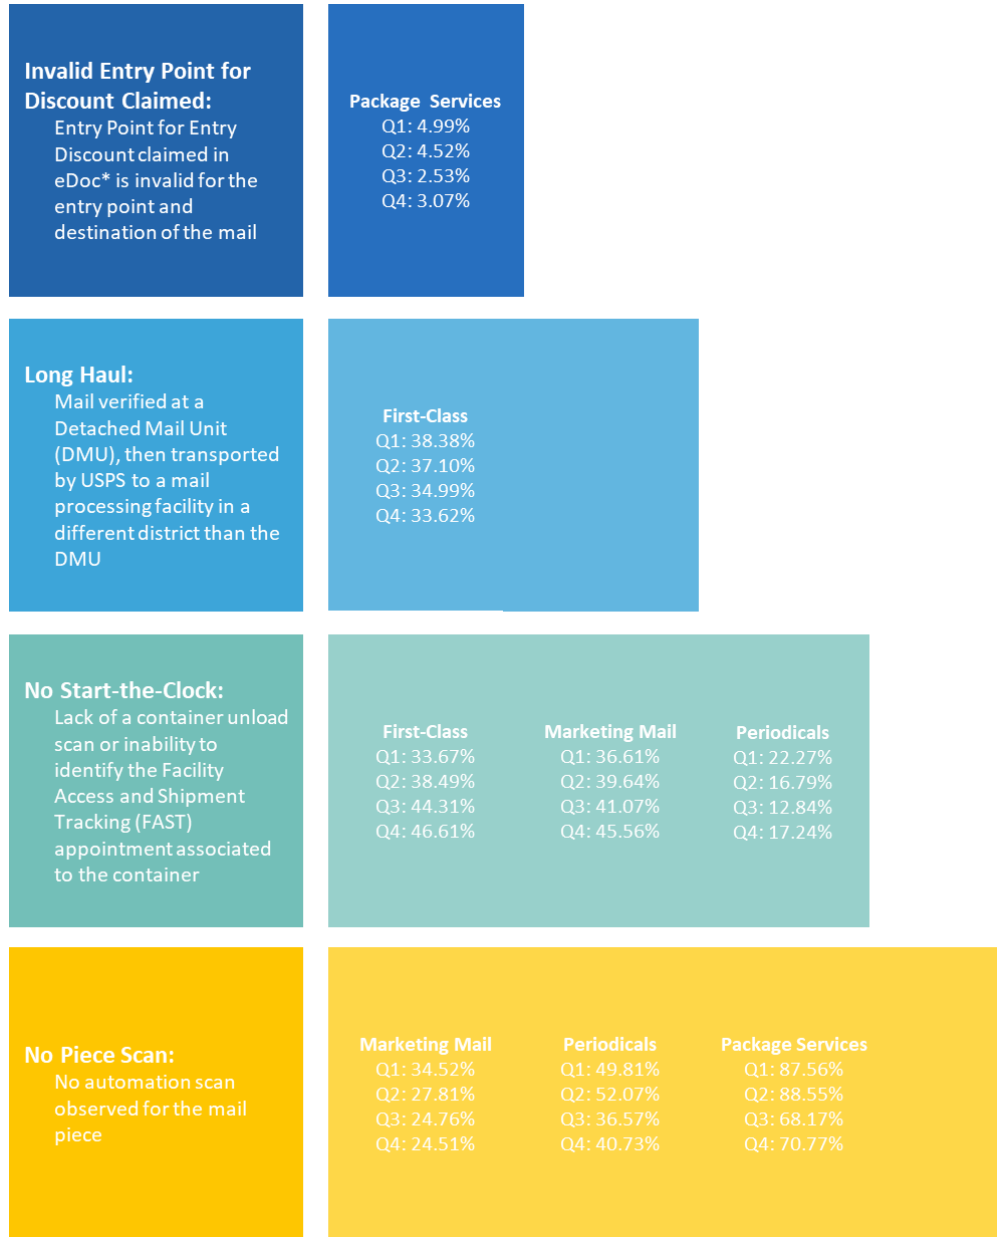 Invalid Entry Point for
Discount Claimed:
Entry Point for Entry
Discount claimed in
eDoc* is invalid for the
entry point and
destination of the mail
Package Services
Q1: 4.99%
Q2: 4.52%
Q3: 2.53%
Q4: 3.07%
Long Haul:
Mail verified at a
Detached Mail Unit
(DMU), then transported
by USPS to a mail
processing facility in a
different district than the
DMU
First-Class
Q1: 38.38%
Q2: 37.10%
Q3: 34.99%
Q4: 33.62%
No Start-the-Clock:
Lack of a container unload
scan or inability to
identify the Facility
Access and Shipment
Tracking (FAST)
appointment associated
to the container
First-Class
Q1: 33.67%
Q2: 38.49%
Q3: 44.31%
Q4: 46.61%
Marketing Mail
Q1: 36.61%
Q2: 39.64%
Q3: 41.07%
Q4: 45.56%
Periodicals
Q1: 22.27%
Q2: 16.79%
Q3: 12.84%
Q4: 17.24%
No Piece Scan:
No automation scan
observed for the mail
piece
Marketing Mail
Q1: 34.52%
Q2: 27.81%
Q3: 24.76%
Q4: 24.51%
Periodicals
Q1: 49.81%
Q2: 52.07%
Q3: 36.57%
Q4: 40.73%
Package Services
Q1: 87.56%
Q2: 88.55%
Q3: 68.17%
Q4: 70.77%